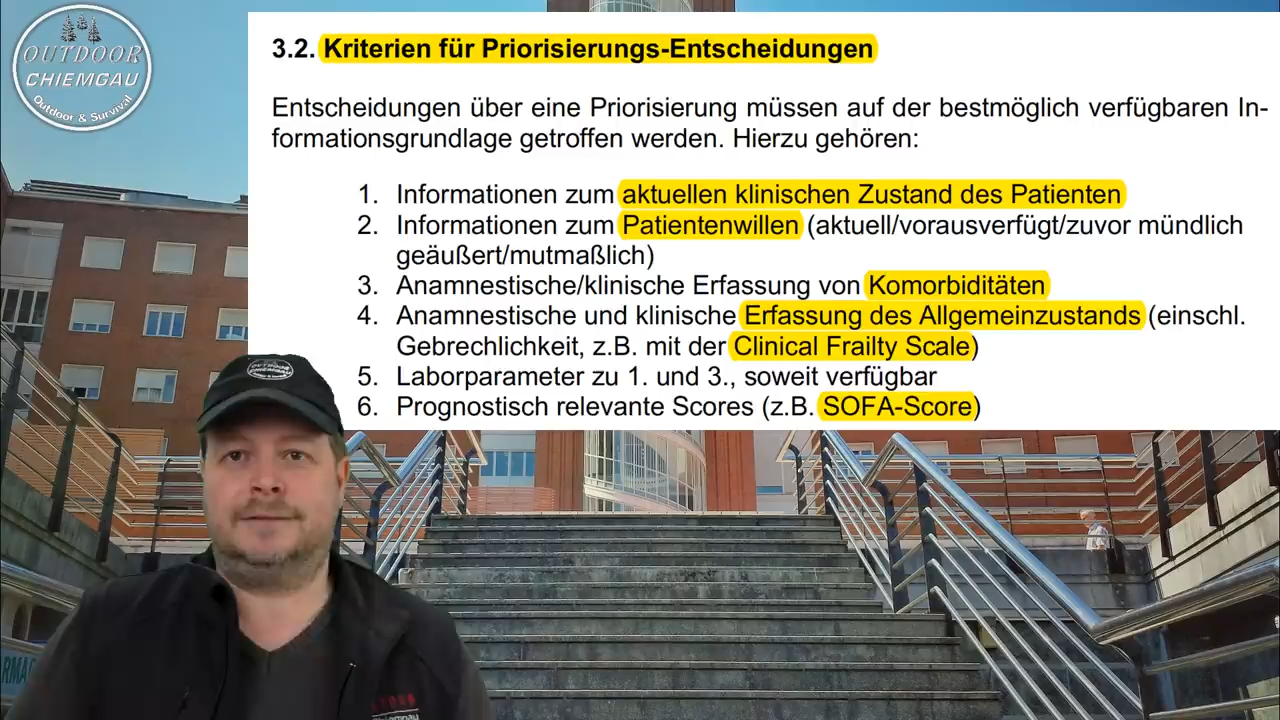 OUTDOOR
CHIEMGAU
Outdoor & Survival
3.2. Kriterien für Priorisierungs-Entscheidungen
Entscheidungen über eine Priorisierung müssen auf der bestmöglich verfügbaren In-
formationsgrundlage getroffen werden. Hierzu gehören:
1. Informationen zum aktuellen klinischen Zustand des Patienten
2. Informationen zum Patientenwillen (aktuell/vorausverfügt/zuvor mündlich
geäußert/mutmaßlich)
3. Anamnestische/klinische Erfassung von Komorbiditäten
4. Anamnestische und klinische Erfassung des Allgemeinzustands (einschl.
Gebrechlichkeit, z.B. mit der Clinical Frailty Scale)
5. Laborparameter zu 1. und 3., soweit verfügbar
6. Prognostisch relevante Scores (z.B. SOFA-Score)